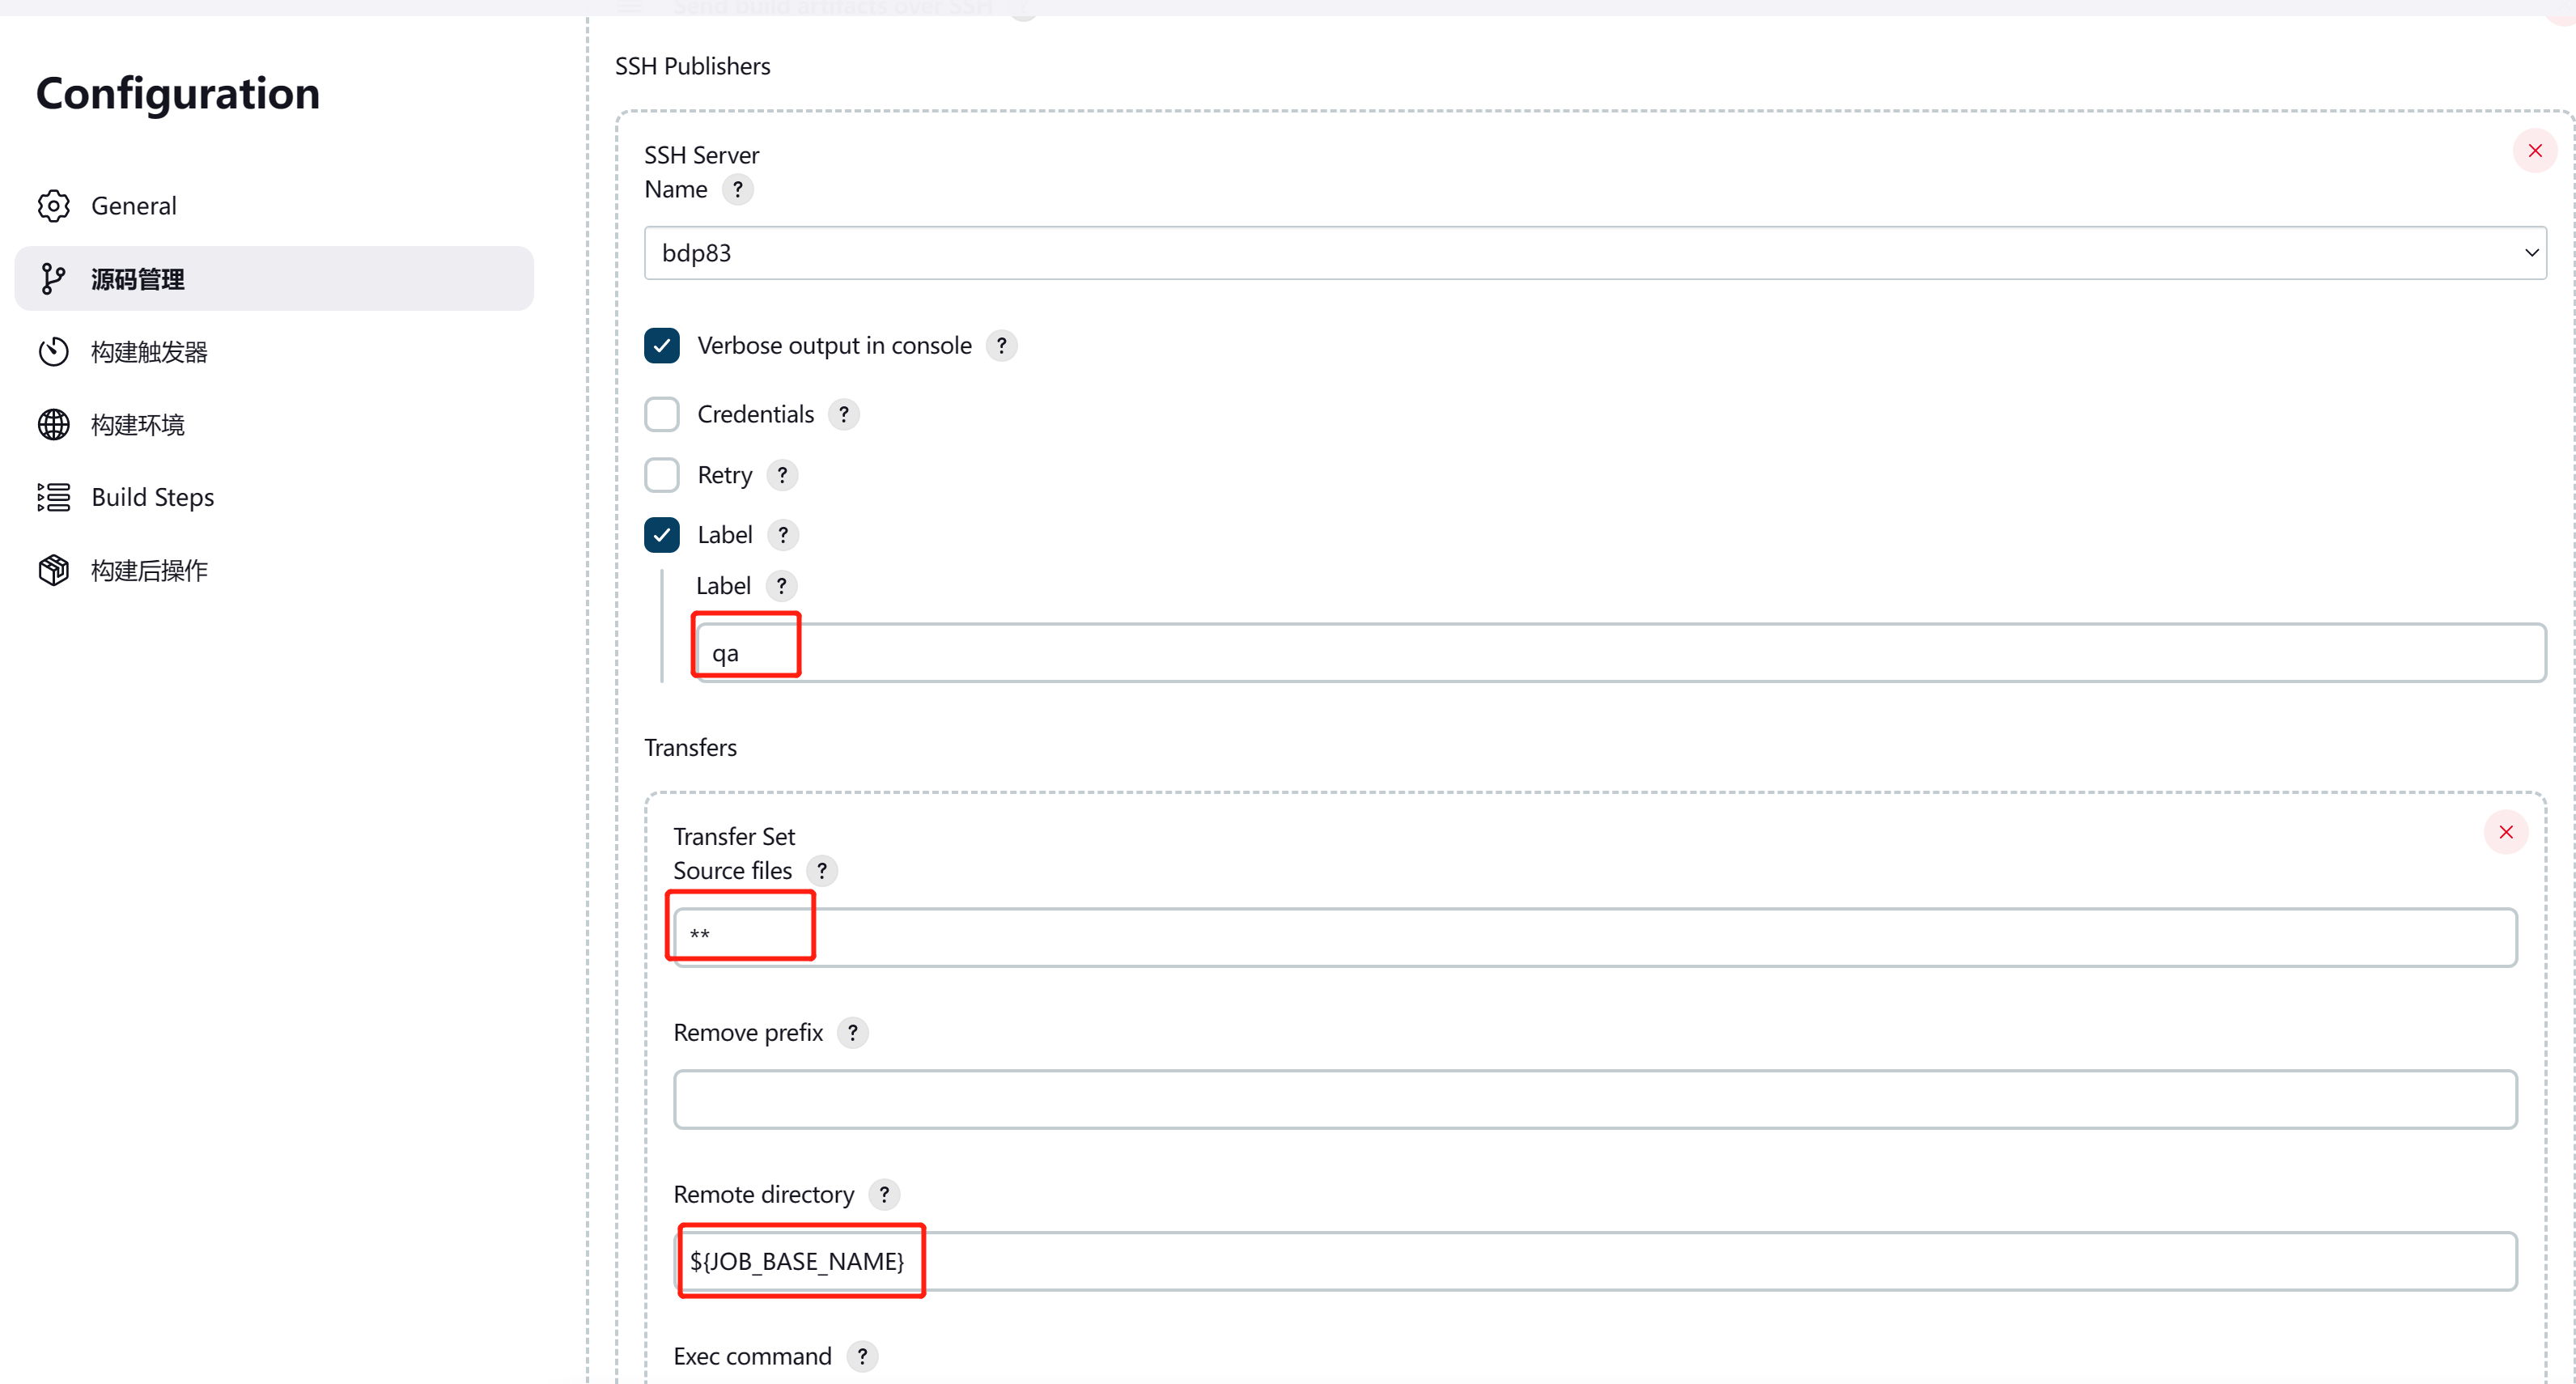 Send build artifacts over SSH ?
Configuration
General
源码管理
构建触发器
构建环境
Build Steps
构建后操作
SSH Publishers
SSH Server
Name ?
bdp83
Verbose output in console ?
Credentials ?
Retry ?
Label ?
Label ?
qa
Transfers
Transfer Set
Source files ?
**
Remove prefix ?
Remote directory ?
${JOB_BASE_NAME}
Exec command ?